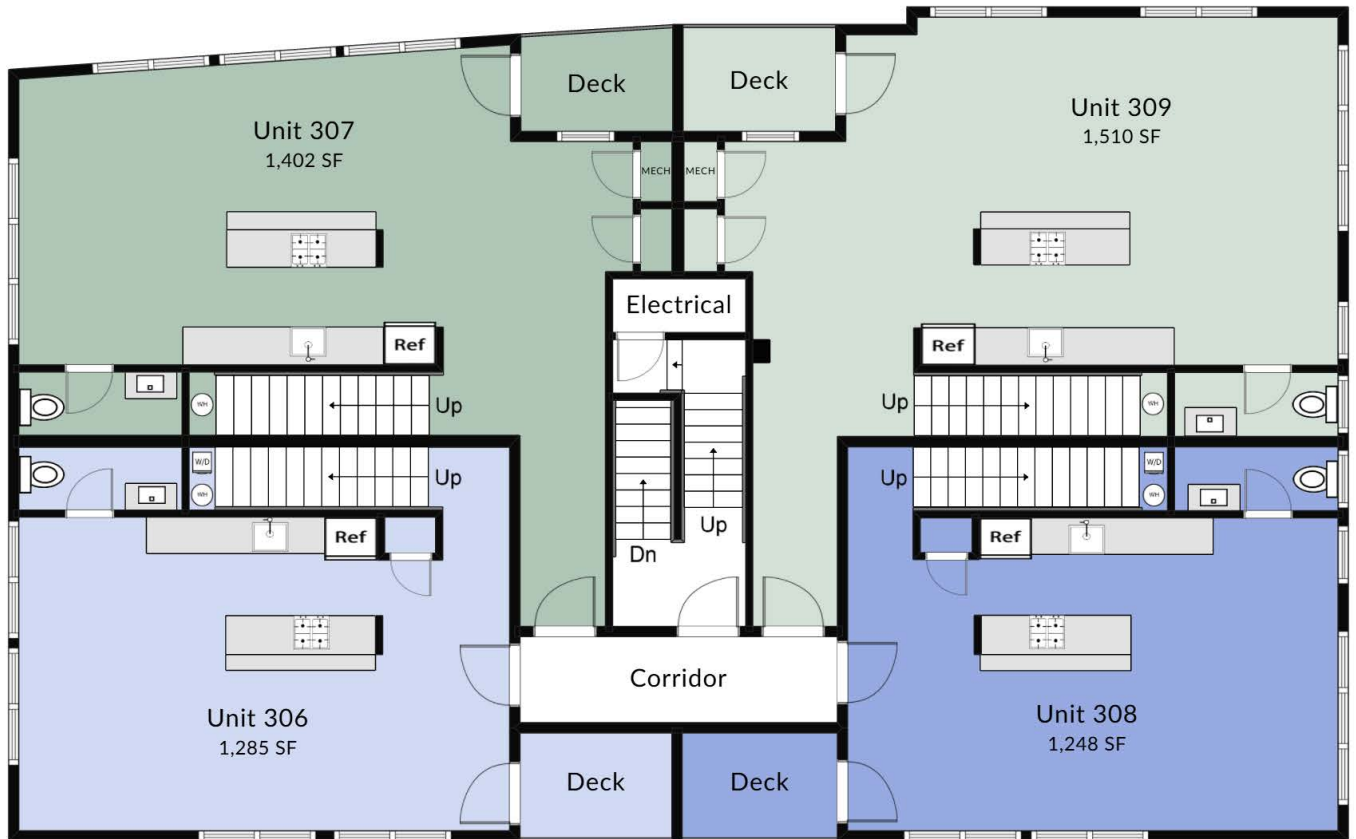 Deck
Deck
Unit 307
1,402 SF
Unit 309
1,510 SF
MECH
MECH
Electrical
Ref
Ref
WH
Up
Up
WH
W/D
WH
Up
Up
W/D
WH
Up
Dn
Ref
Ref
Corridor
Unit 306
1,285 SF
Unit 308
1,248 SF
Deck
Deck